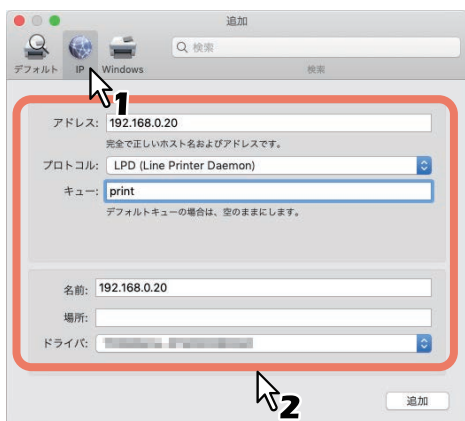 追加
検索
デフォルト IP Windows 検索
1
アドレス: 192.168.0.20
完全で正しいホスト名およびアドレスです。
プロトコル: LPD (Line Printer Daemon)
キュー: print
デフォルトキューの場合は、空のままにします。
名前: 192.168.0.20
場所:
ドライバ:
2
追加